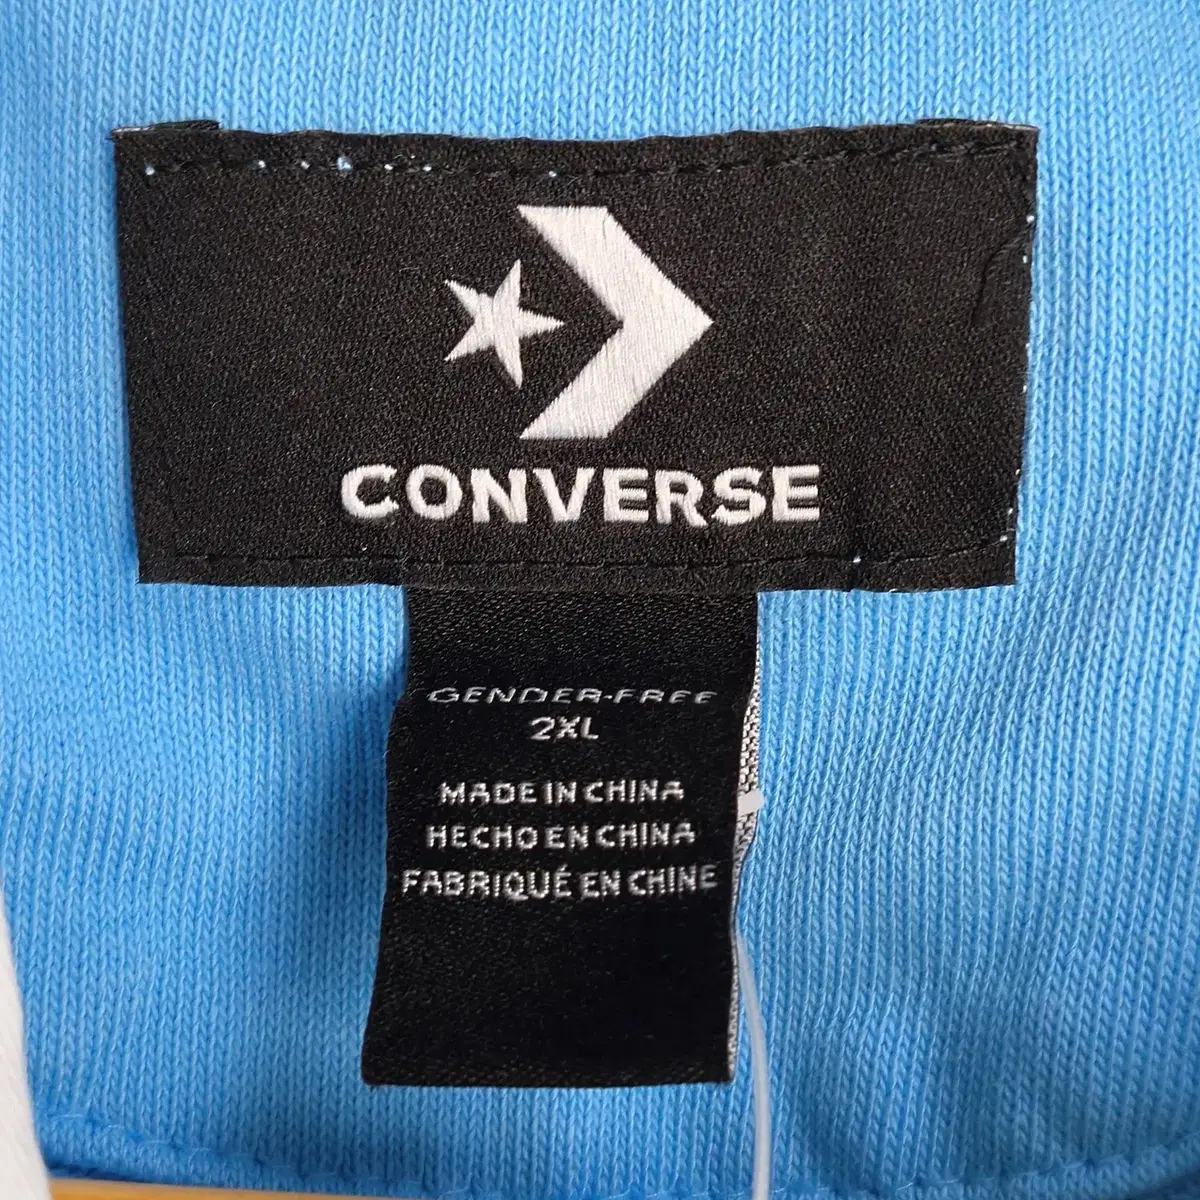 CONVERSE
GENDER-FREE
2XL
MADE IN CHINA
HECHO EN CHINA
FABRIQUÉ EN CHINE